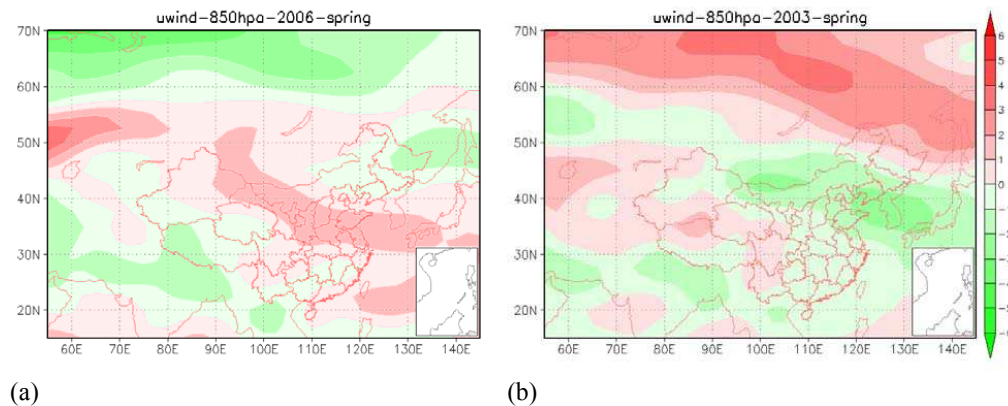 uwind-850hpa-2006-spring
70N
60N
50N
40N
30N
20N
60E 70E 80E 90E 100E 110E 120E 130E 140E
(a)
uwind-850hpa-2003-spring
70N
60N
50N
40N
30N
20N
60E 70E 80E 90E 100E 110E 120E 130E 140E
(b)
6
5
4
3
2
1
0